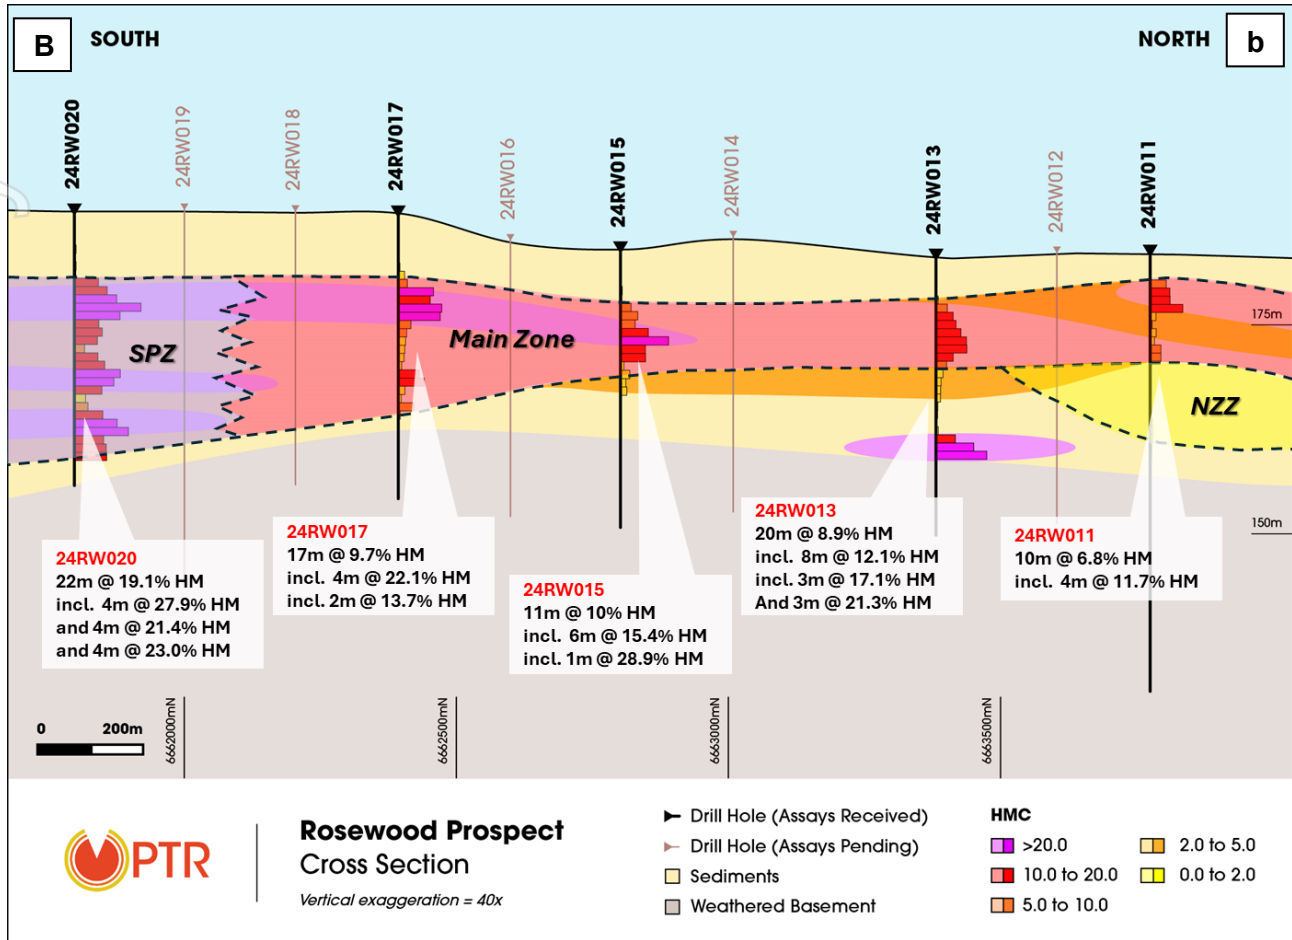 B
SOUTH
NORTH
b
24RW020
24RW019
24RW018
24RW017
24RW016
24RW015
24RW014
24RW013
24RW012
24RW011
175m
SPZ
Main Zone
NZZ
150m
24RW020
22m @ 19.1% HM
incl. 4m @ 27.9% HM
and 4m @ 21.4% HM
and 4m @ 23.0% HM
24RW017
17m @ 9.7% HM
incl. 4m @ 22.1% HM
incl. 2m @ 13.7% HM
24RW015
11m @ 10% HM
incl. 6m @ 15.4% HM
incl. 1m @ 28.9% HM
24RW013
20m @ 8.9% HM
incl. 8m @ 12.1% HM
incl. 3m @ 17.1% HM
And 3m @ 21.3% HM
24RW011
10m @ 6.8% HM
incl. 4m @ 11.7% HM
0 200m
6662000mN
6662500mN
6663000mN
6663500mN
PTR
Rosewood Prospect
Cross Section
Vertical exaggeration = 40x
Drill Hole (Assays Received)
Drill Hole (Assays Pending)
Sediments
Weathered Basement
HMC
>20.0
10.0 to 20.0
5.0 to 10.0
2.0 to 5.0
0.0 to 2.0